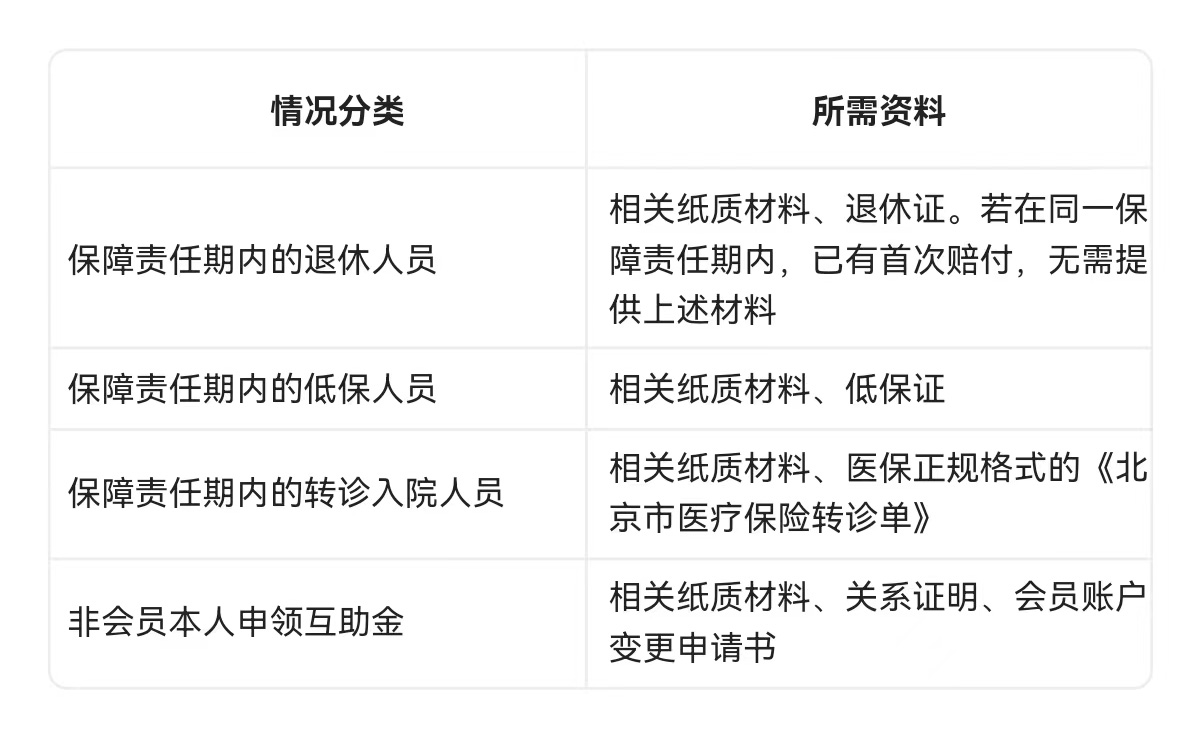 情况分类
所需资料
保障责任期内的退休人员
相关纸质材料、退休证。若在同一保
障责任期内，已有首次赔付，无需提
供上述材料
保障责任期内的低保人员
相关纸质材料、低保证
保障责任期内的转诊入院人员
相关纸质材料、医保正规格式的《北
京市医疗保险转诊单》
非会员本人申领互助金
相关纸质材料、关系证明、会员账户
变更申请书